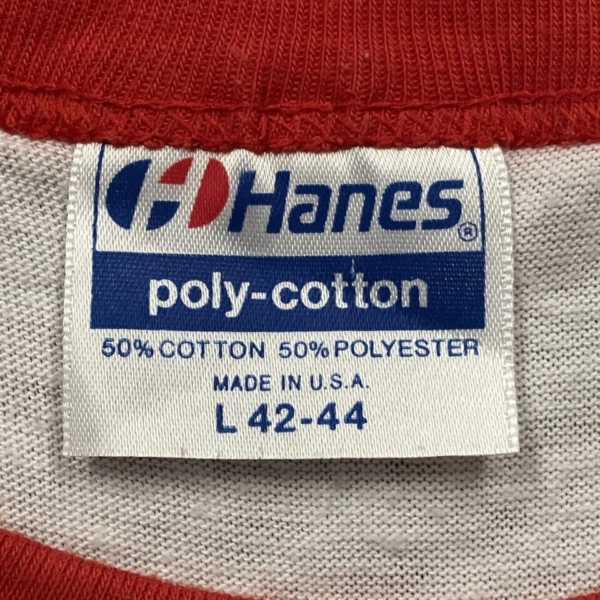 Hanes®
poly-cotton
50% COTTON 50% POLYESTER
MADE IN U.S.A.
L 42-44